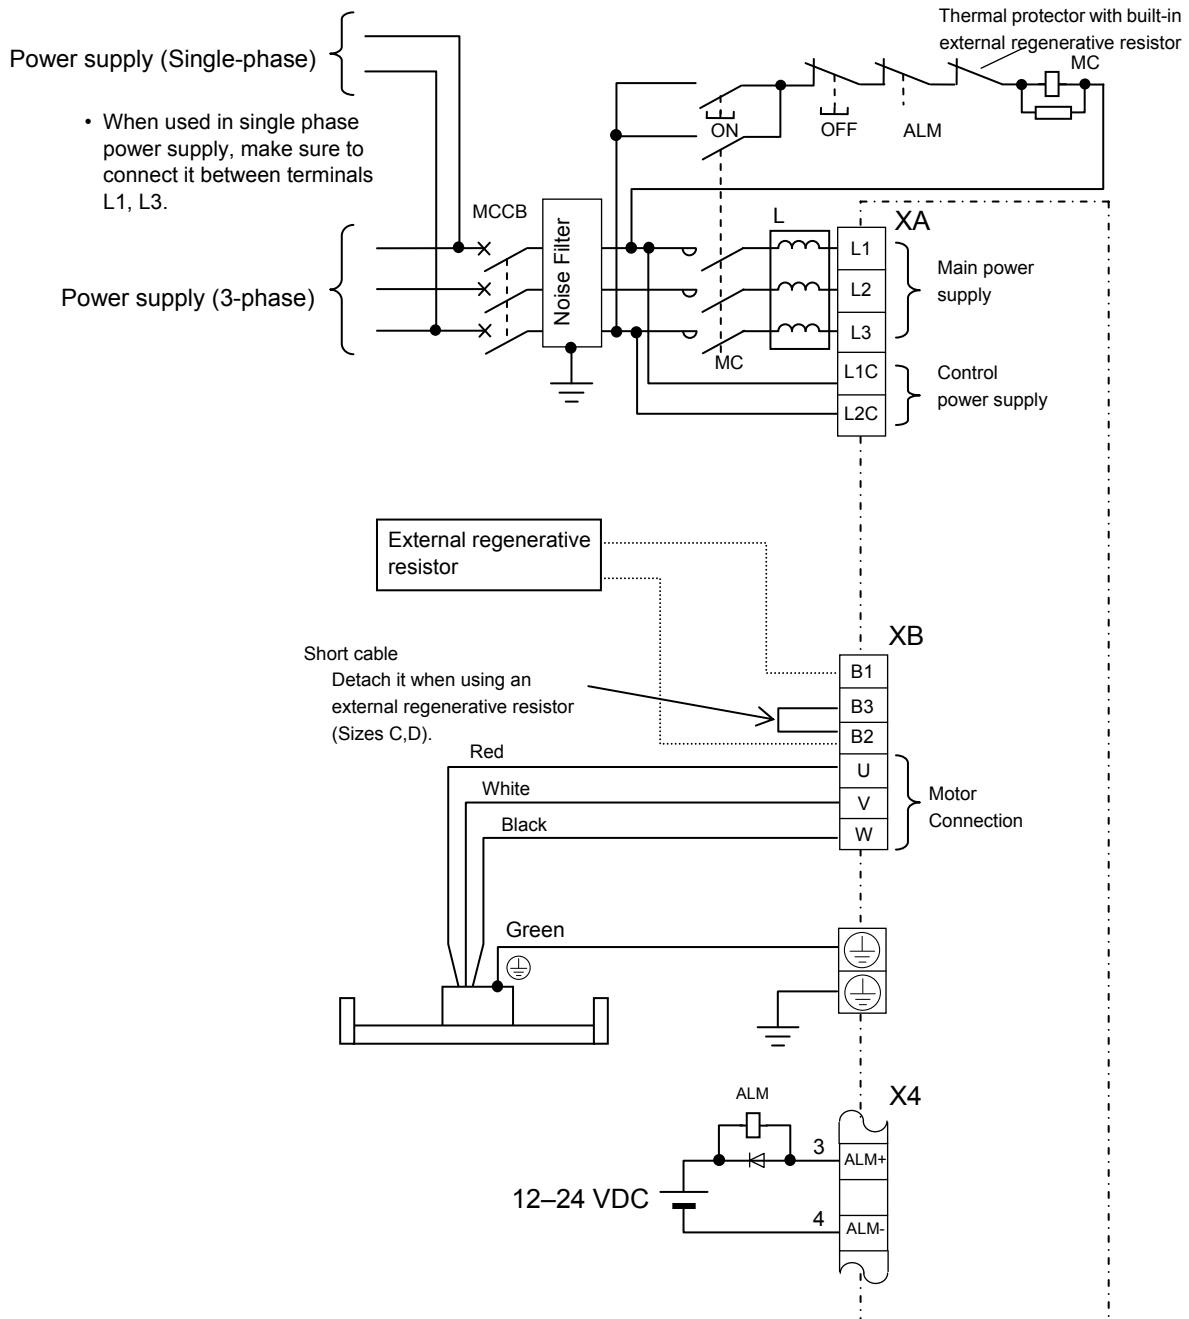 Thermal protector with built-in
external regenerative resistor
Power supply (Single-phase)
MC
• When used in single phase
power supply, make sure to
connect it between terminals
L1, L3.
ON
OFF
ALM
MCCB
Noise Filter
L
XA
Power supply (3-phase)
L1
L2
L3
Main power
supply
MC
L1C
L2C
Control
power supply
External regenerative
resistor
XB
Short cable
Detach it when using an
external regenerative resistor
(Sizes C,D).
B1
B3
B2
Red
U
White
V
Black
W
Motor
Connection
Green
ALM
X4
3
ALM+
12–24 VDC
4
ALM-